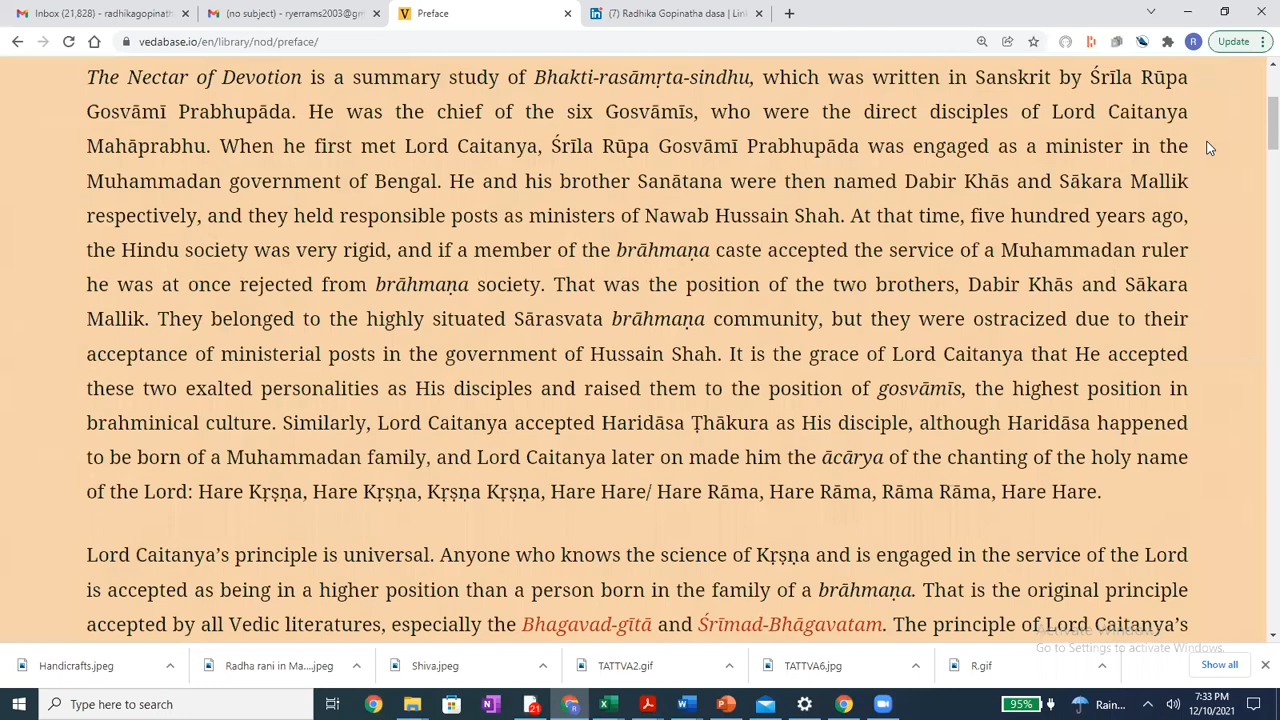 Inbox (21,828) - radhikagopinath
(no subject) - ryerrams2003@gm
Preface
Radhika Gopinatha dasa | Lin
vedabase.io/en/library/nod/preface/
R
Update
The Nectar of Devotion is a summary study of Bhakti-rasāmṛta-sindhu, which was written in Sanskrit by Śrīla Rūpa
Gosvāmī Prabhupāda. He was the chief of the six Gosvāmīs, who were the direct disciples of Lord Caitanya
Mahāprabhu. When he first met Lord Caitanya, Śrīla Rūpa Gosvāmī Prabhupāda was engaged as a minister in the
Muhammadan government of Bengal. He and his brother Sanātana were then named Dabir Khās and Sākara Mallik
respectively, and they held responsible posts as ministers of Nawab Hussain Shah. At that time, five hundred years ago,
the Hindu society was very rigid, and if a member of the brāhmaṇa caste accepted the service of a Muhammadan ruler
he was at once rejected from brāhmaṇa society. That was the position of the two brothers, Dabir Khās and Sākara
Mallik. They belonged to the highly situated Sārasvata brāhmaṇa community, but they were ostracized due to their
acceptance of ministerial posts in the government of Hussain Shah. It is the grace of Lord Caitanya that He accepted
these two exalted personalities as His disciples and raised them to the position of gosvāmīs, the highest position in
brahminical culture. Similarly, Lord Caitanya accepted Haridāsa Ṭhākura as His disciple, although Haridāsa happened
to be born of a Muhammadan family, and Lord Caitanya later on made him the ācārya of the chanting of the holy name
of the Lord: Hare Kṛṣṇa, Hare Kṛṣṇa, Kṛṣṇa Kṛṣṇa, Hare Hare/ Hare Rāma, Hare Rāma, Rāma Rāma, Hare Hare.
Lord Caitanya’s principle is universal. Anyone who knows the science of Kṛṣṇa and is engaged in the service of the Lord
is accepted as being in a higher position than a person born in the family of a brāhmaṇa. That is the original principle
accepted by all Vedic literatures, especially the Bhagavad-gītā and Śrīmad-Bhāgavatam. The principle of Lord Caitanya’s
Activate Windows
Go to Settings to activate Windows.
Handicrafts.jpeg
Radha rani in Ma....jpeg
Shiva.jpeg
TATTVA2.gif
TATTVA6.jpg
R.gif
Show all
Type here to search
21
95%
Rain...
7:33 PM
12/10/2021